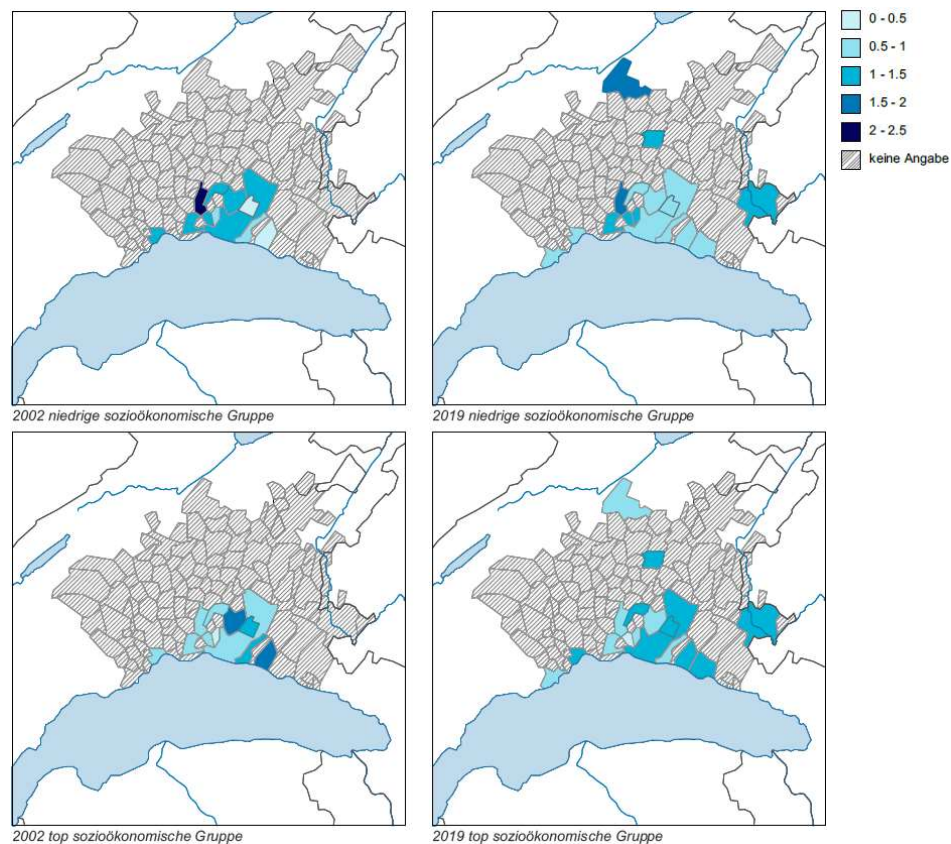 0 - 0.5
0.5 - 1
1 - 1.5
1.5 - 2
2 - 2.5
keine Angabe
2002 niedrige sozioökonomische Gruppe
2019 niedrige sozioökonomische Gruppe
2002 top sozioökonomische Gruppe
2019 top sozioökonomische Gruppe